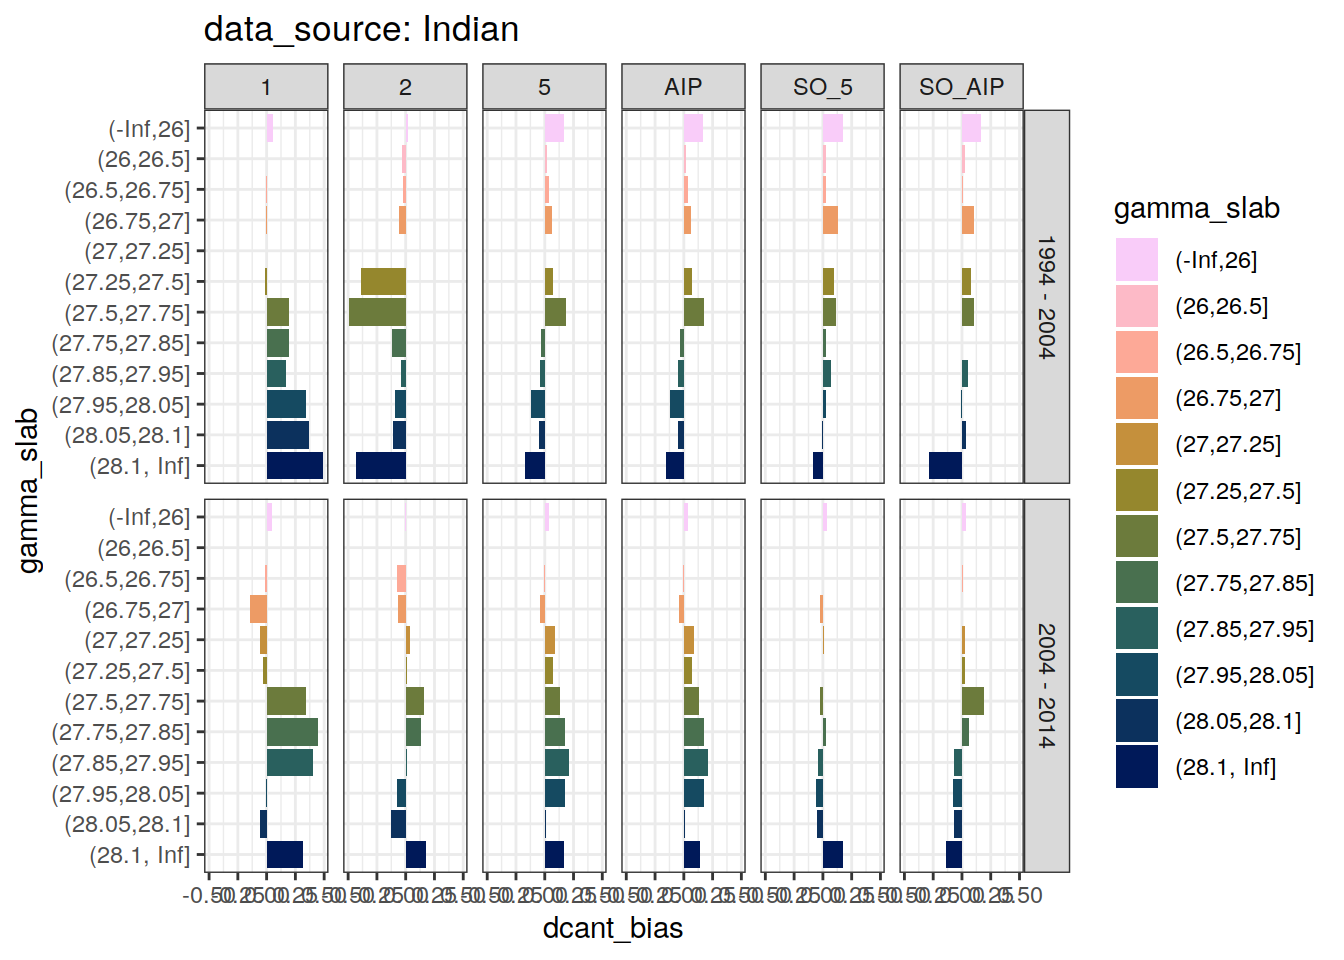 data_source: Indian
1 2 5 AIP SO_5 SO_AIP
gamma_slab
(-Inf,26]
(26,26.5]
(26.5,26.75]
(26.75,27]
(27,27.25]
(27.25,27.5]
(27.5,27.75]
(27.75,27.85]
(27.85,27.95]
(27.95,28.05]
(28.05,28.1]
(28.1, Inf]
1994 - 2004
(-Inf,26]
(26,26.5]
(26.5,26.75]
(26.75,27]
(27,27.25]
(27.25,27.5]
(27.5,27.75]
(27.75,27.85]
(27.85,27.95]
(27.95,28.05]
(28.05,28.1]
(28.1, Inf]
2004 - 2014
dcant_bias
gamma_slab
(-Inf,26]
(26,26.5]
(26.5,26.75]
(26.75,27]
(27,27.25]
(27.25,27.5]
(27.5,27.75]
(27.75,27.85]
(27.85,27.95]
(27.95,28.05]
(28.05,28.1]
(28.1, Inf]